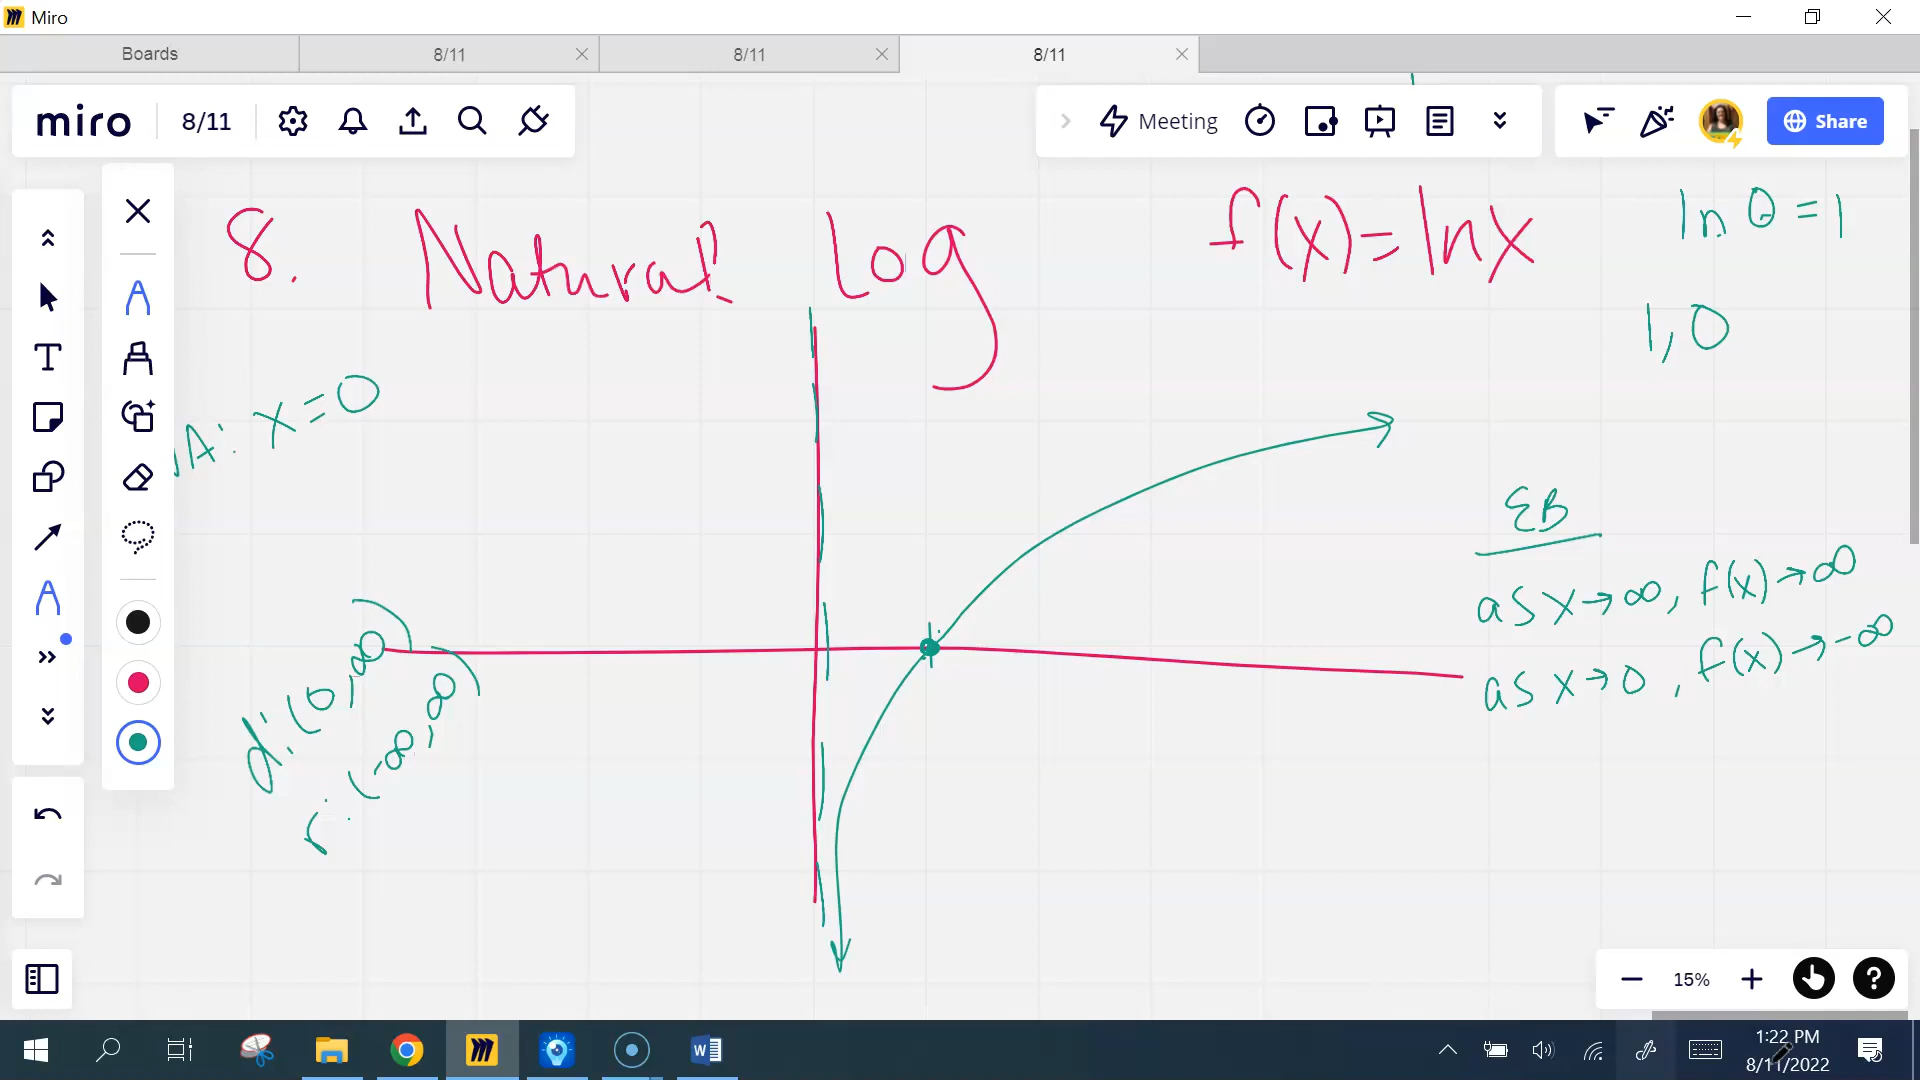 Miro
Boards 8/11 8/11 8/11
miro 8/11 Meeting Share
8. Natural Log f(x)=lnx ln 0 = 1
1,0
VA: x=0
EB
as x→∞, f(x)→∞
as x→0, f(x)→-∞
d: (0,∞)
r: (-∞,∞)
15%
1:22 PM
8/11/2022